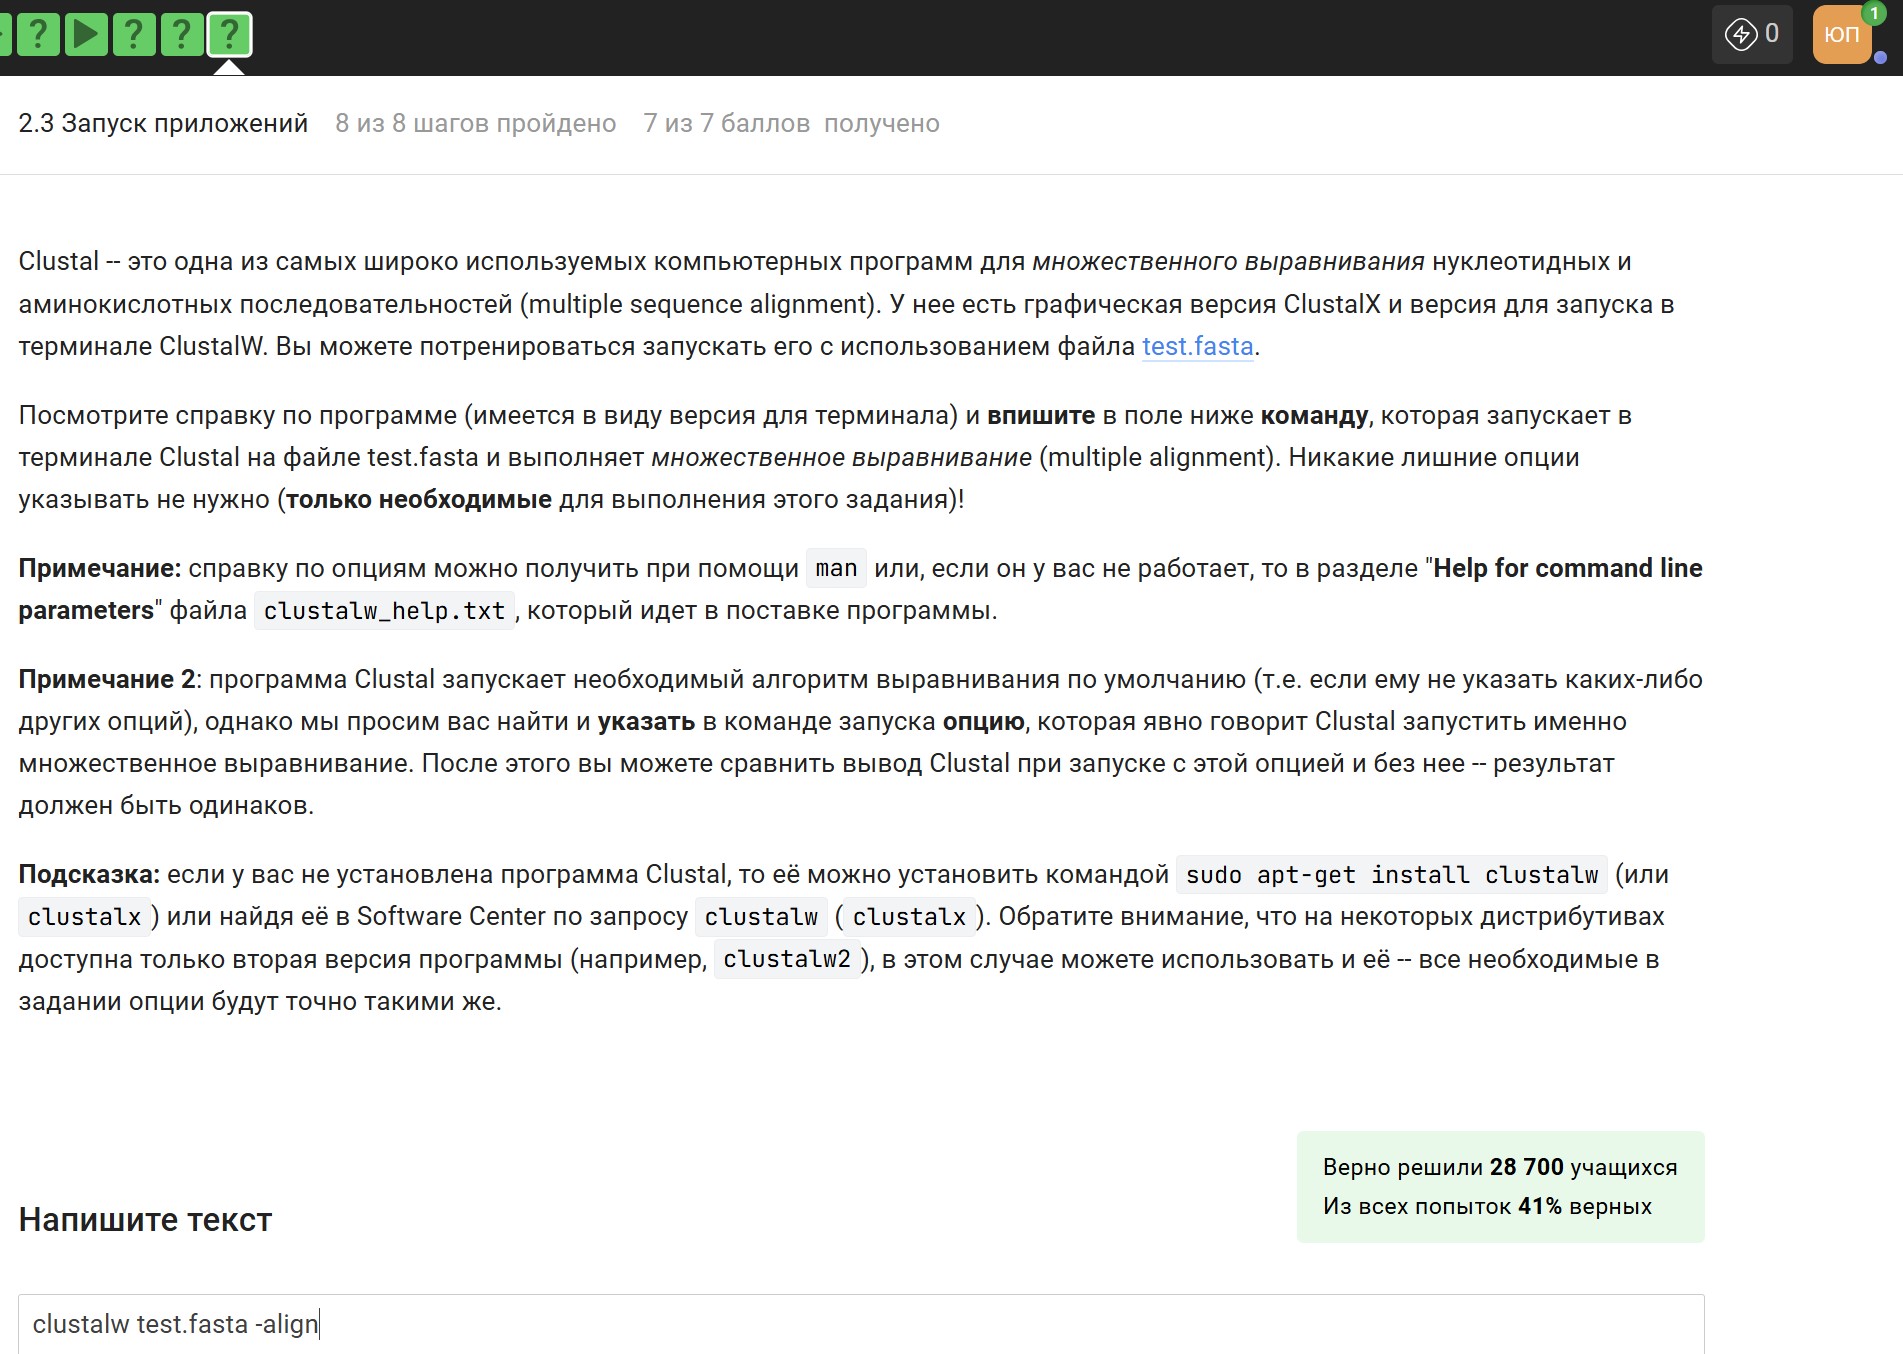 ? ? ? ? 0 ЮП 1
2.3 Запуск приложений 8 из 8 шагов пройдено 7 из 7 баллов получено
Clustal -- это одна из самых широко используемых компьютерных программ для множественного выравнивания нуклеотидных и
аминокислотных последовательностей (multiple sequence alignment). У нее есть графическая версия ClustalX и версия для запуска в
терминале ClustalW. Вы можете потренироваться запускать его с использованием файла test.fasta.
Посмотрите справку по программе (имеется в виду версия для терминала) и впишите в поле ниже команду, которая запускает в
терминале Clustal на файле test.fasta и выполняет множественное выравнивание (multiple alignment). Никакие лишние опции
указывать не нужно (только необходимые для выполнения этого задания)!
Примечание: справку по опциям можно получить при помощи man или, если он у вас не работает, то в разделе "Help for command line
parameters" файла clustalw_help.txt, который идет в поставке программы.
Примечание 2: программа Clustal запускает необходимый алгоритм выравнивания по умолчанию (т.е. если ему не указать каких-либо
других опций), однако мы просим вас найти и указать в команде запуска опцию, которая явно говорит Clustal запустить именно
множественное выравнивание. После этого вы можете сравнить вывод Clustal при запуске с этой опцией и без нее -- результат
должен быть одинаков.
Подсказка: если у вас не установлена программа Clustal, то её можно установить командой sudo apt-get install clustalw (или
clustalx) или найдя её в Software Center по запросу clustalw (clustalx). Обратите внимание, что на некоторых дистрибутивах
доступна только вторая версия программы (например, clustalw2), в этом случае можете использовать и её -- все необходимые в
задании опции будут точно такими же.
Верно решили 28 700 учащихся
Из всех попыток 41% верных
Напишите текст
clustalw test.fasta -align